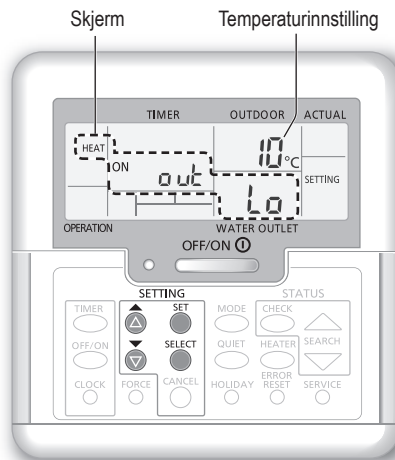 Skjerm Temperaturinnstilling
TIMER OUTDOOR ACTUAL
HEAT
ON
out
10°C
Lo
SETTING
OPERATION WATER OUTLET
OFF/ON
SETTING STATUS
TIMER SET MODE CHECK
OFF/ON SELECT QUIET HEATER SEARCH
CLOCK FORCE CANCEL HOLIDAY ERROR RESET SERVICE